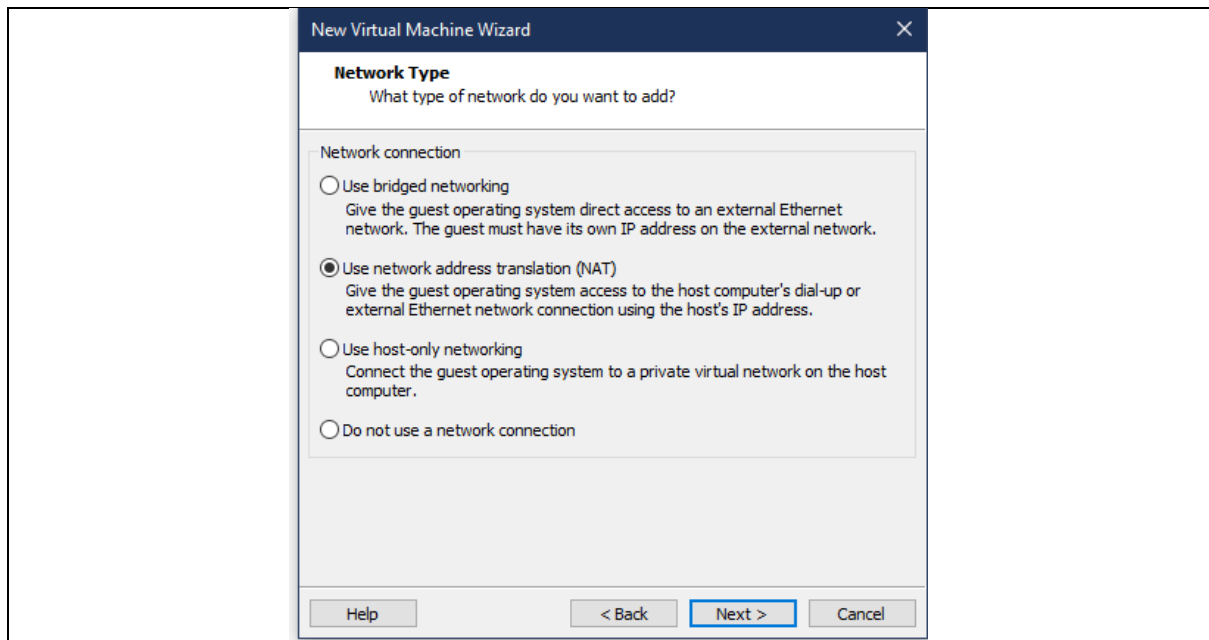 New Virtual Machine Wizard
Network Type
What type of network do you want to add?
Network connection
Use bridged networking
Give the guest operating system direct access to an external Ethernet
network. The guest must have its own IP address on the external network.
Use network address translation (NAT)
Give the guest operating system access to the host computer's dial-up or
external Ethernet network connection using the host's IP address.
Use host-only networking
Connect the guest operating system to a private virtual network on the host
computer.
Do not use a network connection
Help
< Back
Next >
Cancel